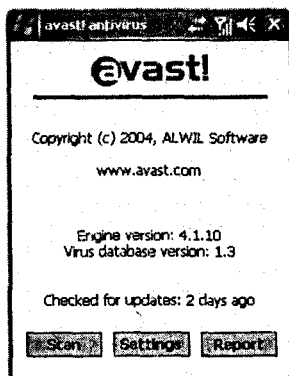 avast! antivirus
avast!
Copyright (c) 2004, ALWIL Software
www.avast.com
Engine version: 4.1.10
Virus database version: 1.3
Checked for updates: 2 days ago
Scan Settings Report